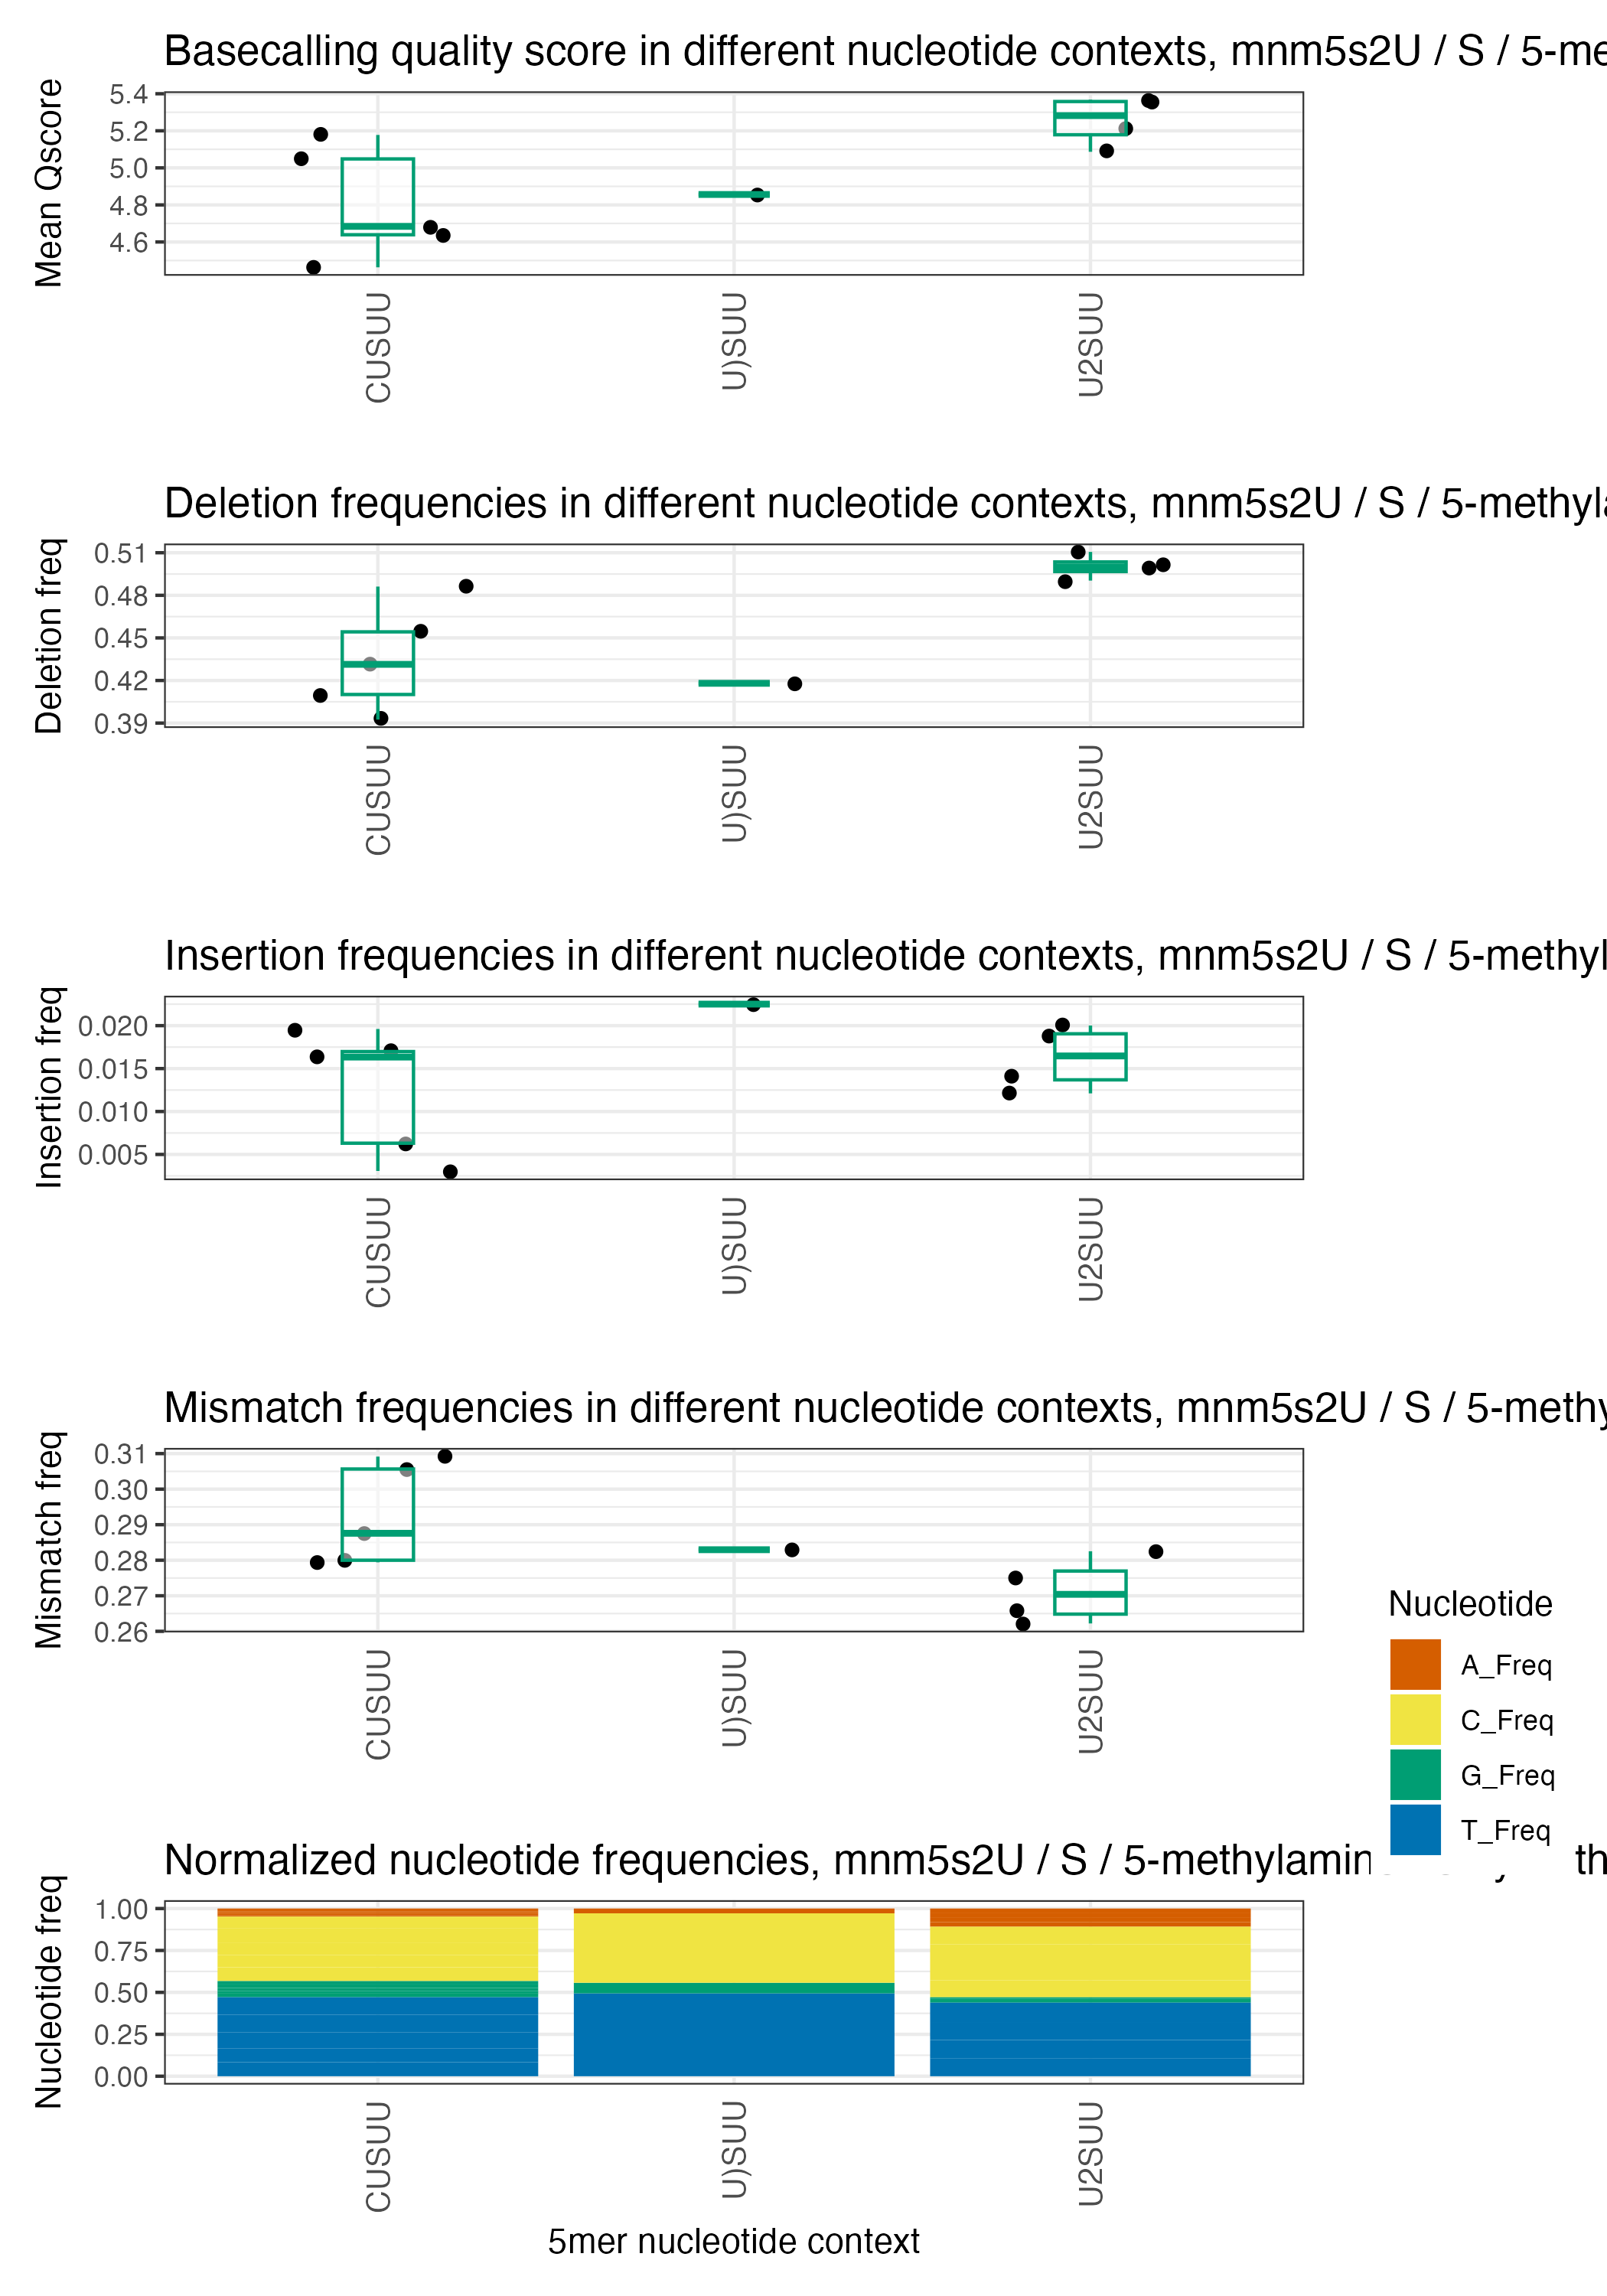 Basecalling quality score in different nucleotide contexts, mnm5s2U / S / 5-me
Mean Qscore
5.4
5.2
5.0
4.8
4.6
CUSUU
U)SUU
U2SUU
Deletion frequencies in different nucleotide contexts, mnm5s2U / S / 5-methyla
Deletion freq
0.51
0.48
0.45
0.42
0.39
CUSUU
U)SUU
U2SUU
Insertion frequencies in different nucleotide contexts, mnm5s2U / S / 5-methyl
Insertion freq
0.020
0.015
0.010
0.005
CUSUU
U)SUU
U2SUU
Mismatch frequencies in different nucleotide contexts, mnm5s2U / S / 5-methy
Mismatch freq
0.31
0.30
0.29
0.28
0.27
0.26
CUSUU
U)SUU
U2SUU
Nucleotide
A_Freq
C_Freq
G_Freq
T_Freq
Normalized nucleotide frequencies, mnm5s2U / S / 5-methylamin th
Nucleotide freq
1.00
0.75
0.50
0.25
0.00
CUSUU
U)SUU
U2SUU
5mer nucleotide context